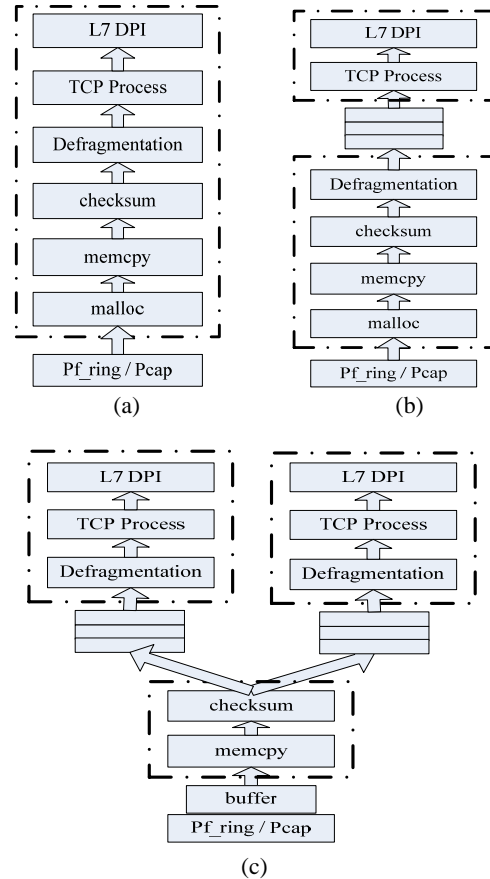 L7 DPI
TCP Process
Defragmentation
checksum
memcpy
malloc
Pf_ring / Pcap
(a)
L7 DPI
TCP Process
Defragmentation
checksum
memcpy
malloc
Pf_ring / Pcap
(b)
L7 DPI
TCP Process
Defragmentation
L7 DPI
TCP Process
Defragmentation
checksum
memcpy
buffer
Pf_ring / Pcap
(c)